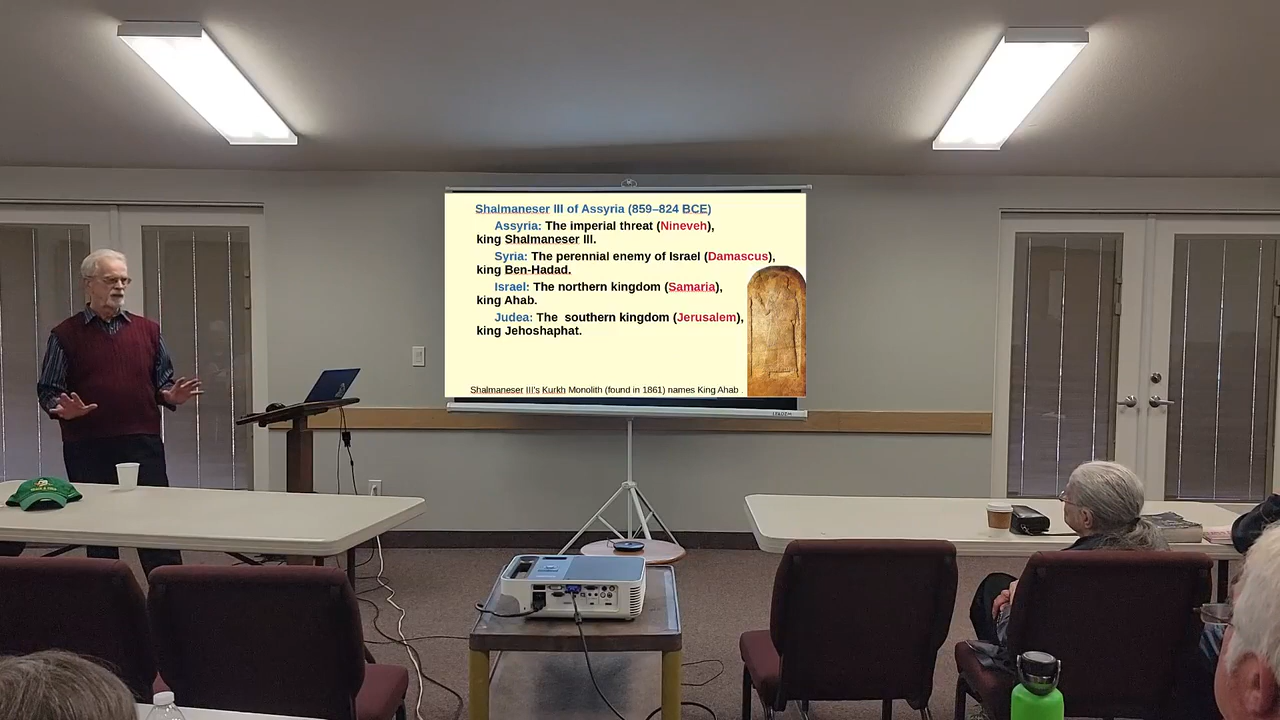 Shalmaneser III of Assyria (859–824 BCE)
Assyria: The imperial threat (Nineveh),
king Shalmaneser III.
Syria: The perennial enemy of Israel (Damascus),
king Ben-Hadad.
Israel: The northern kingdom (Samaria),
king Ahab.
Judea: The  southern kingdom (Jerusalem),
king Jehoshaphat.
Shalmaneser III's Kurkh Monolith (found in 1861) names King Ahab .